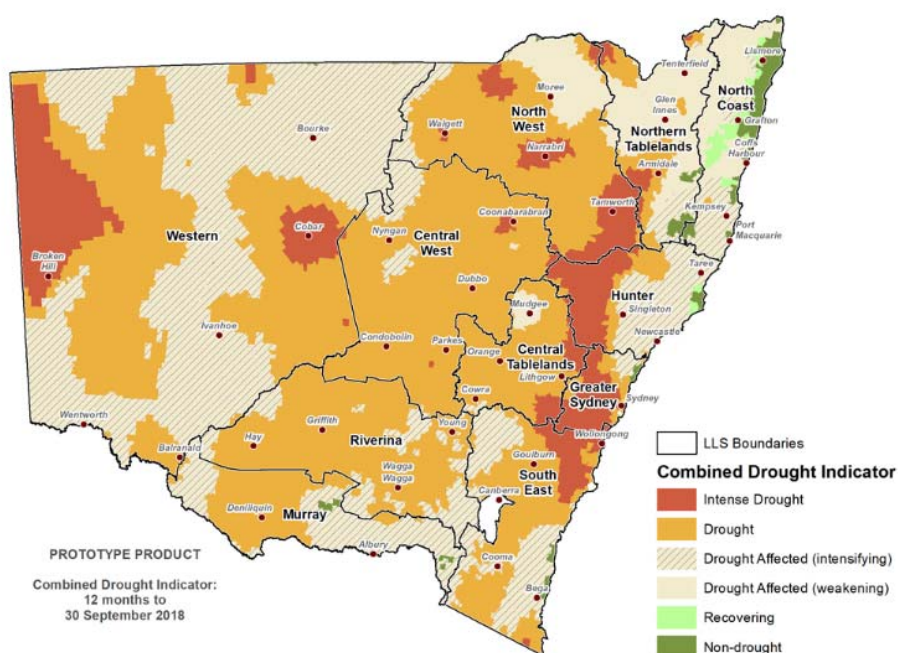 Lismore
Tenterfield
Moree
Glen
Innes
North
Coast
North
West
Grafton
Northern
Tablelands
Bourke
Walgett
Narrabri
Coffs
Harbour
Armidale
Tamworth
Kempsey
Coonabarabran
Port
Macquarie
Western
Cobar
Nyngan
Central
West
Broken
Hill
Taree
Dubbo
Hunter
Mudgee
Singleton
Ivanhoe
Newcastle
Condobolin
Parkes
Orange
Central
Tablelands
Lithgow
Greater
Sydney
Cowra
Sydney
Wentworth
Griffith
Young
Hay
Riverina
Wollongong
Balranald
Goulburn
Wagga
Wagga
South
East
Canberra
Deniliquin
Murray
Albury
Cooma
Bega
PROTOTYPE PRODUCT
Combined Drought Indicator:
12 months to
30 September 2018
LLS Boundaries
Combined Drought Indicator
Intense Drought
Drought
Drought Affected (intensifying)
Drought Affected (weakening)
Recovering
Non-drought